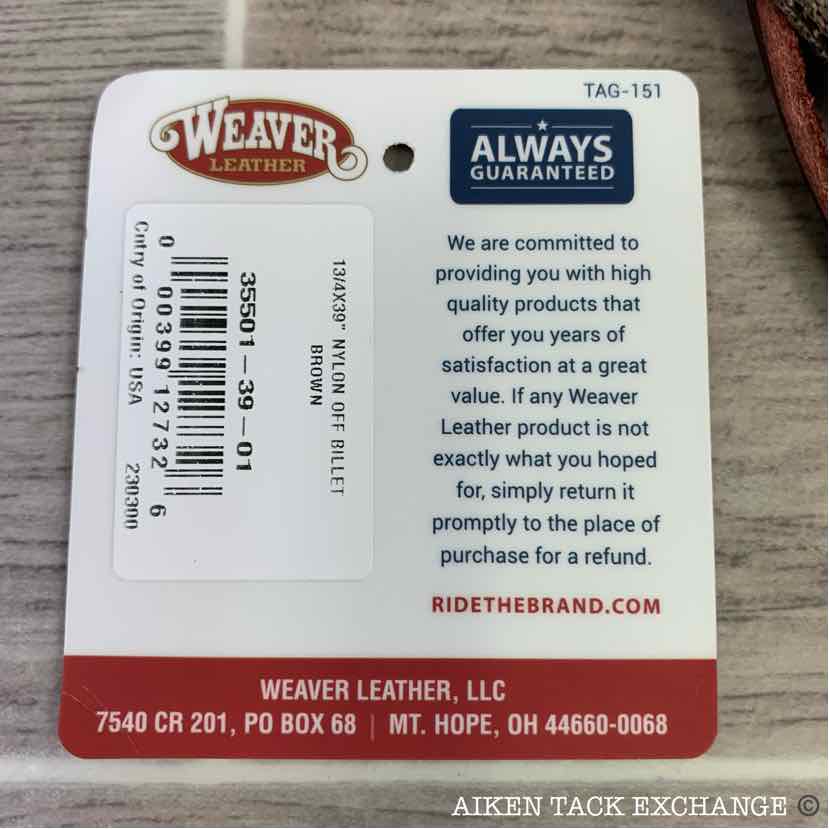 TAG-151
WEAVER
LEATHER
ALWAYS
GUARANTEED
13/4X39" NYLON OFF BILLET
BROWN
35501-39-01
0 00399 12732 6
Cntry of Origin: USA 230300
We are committed to
providing you with high
quality products that
offer you years of
satisfaction at a great
value. If any Weaver
Leather product is not
exactly what you hoped
for, simply return it
promptly to the place of
purchase for a refund.
RIDETHEBRAND.COM
WEAVER LEATHER, LLC
7540 CR 201, PO BOX 68 | MT. HOPE, OH 44660-0068
AIKEN TACK EXCHANGE ©